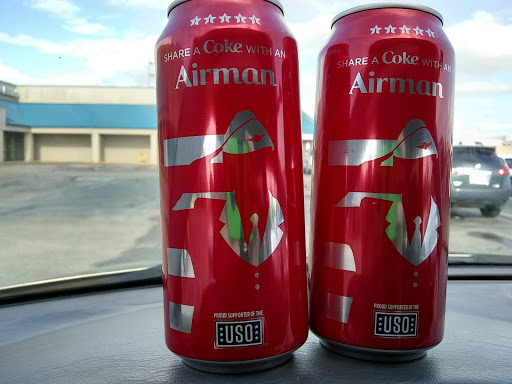 SHARE A Coke WITH AN
Airman
PROUD SUPPORTER OF THE
USO
SHARE A Coke WITH AN
Airman
PROUD SUPPORTER OF THE
USO